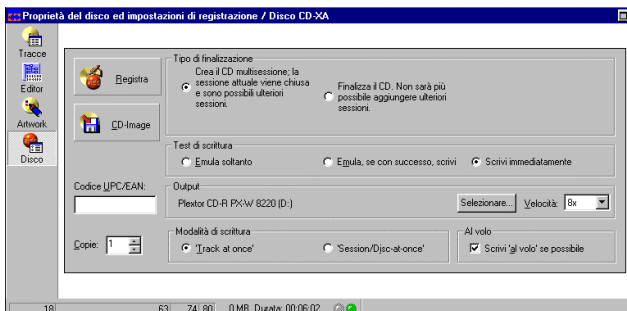 Proprietà del disco ed impostazioni di registrazione / Disco CD-XA
Tracce
Editor
Artwork
Disco
Registra
CD-Image
Tipo di finalizzazione
Crea il CD multisessione; la
sessione attuale viene chiusa
e sono possibili ulteriori
sessioni.
Finalizza il CD. Non sarà più
possibile aggiungere ulteriori
sessioni.
Test di scrittura
Emula soltanto
Emula, se con successo, scrivi
Scrivi immediatamente
Codice UPC/EAN:
Output
Plextor CD-R PX-W 8220 (D:)
Selezionare...
Velocità:
8x
Copie:
1
Modalità di scrittura
'Track at once'
'Session/Disc-at-once'
Al volo
Scrivi 'al volo' se possibile
18
63
74
80
0 MB, Durata: 00:06:02